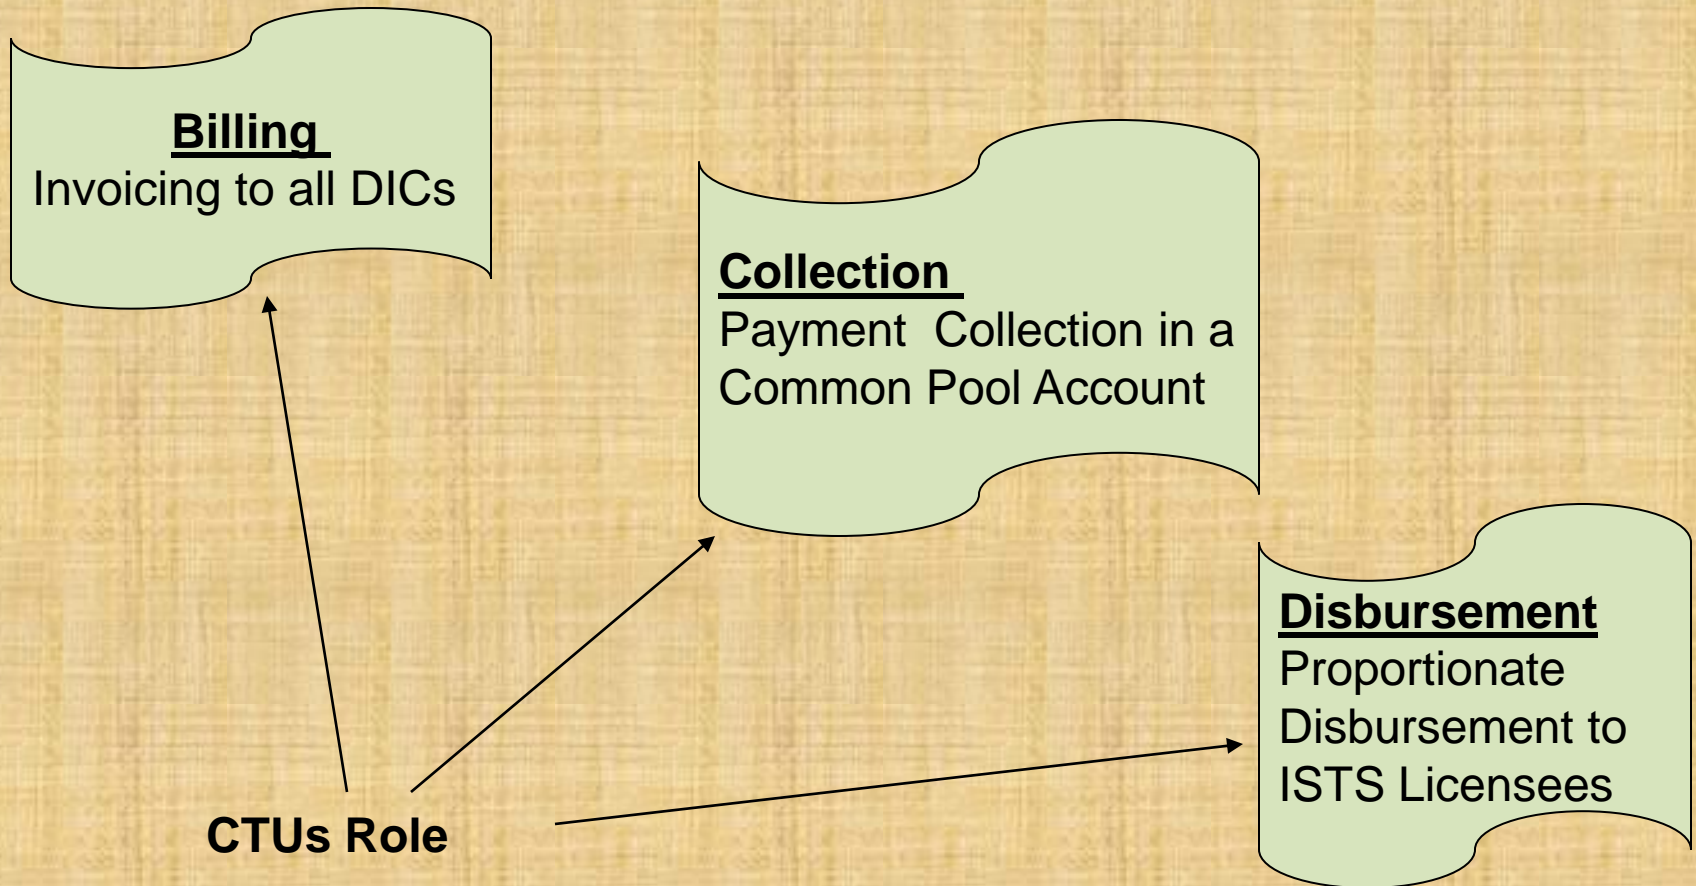 Billing
Invoicing to all DICs
Collection
Payment Collection in a
Common Pool Account
Disbursement
Proportionate
Disbursement to
ISTS Licensees
CTUs Role